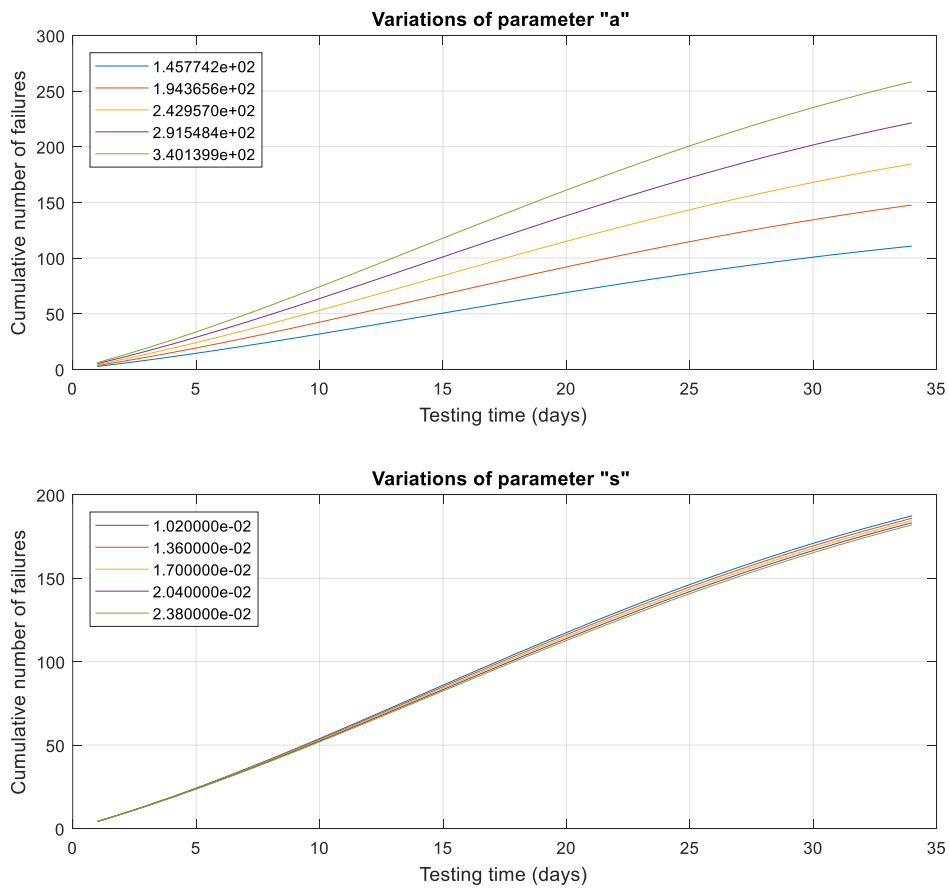 Variations of parameter "a"
Cumulative number of failures
300
250
200
150
100
50
0
1.457742e+02
1.943656e+02
2.429570e+02
2.915484e+02
3.401399e+02
0 5 10 15 20 25 30 35
Testing time (days)
Variations of parameter "s"
Cumulative number of failures
200
150
100
50
0
1.020000e-02
1.360000e-02
1.700000e-02
2.040000e-02
2.380000e-02
0 5 10 15 20 25 30 35
Testing time (days)